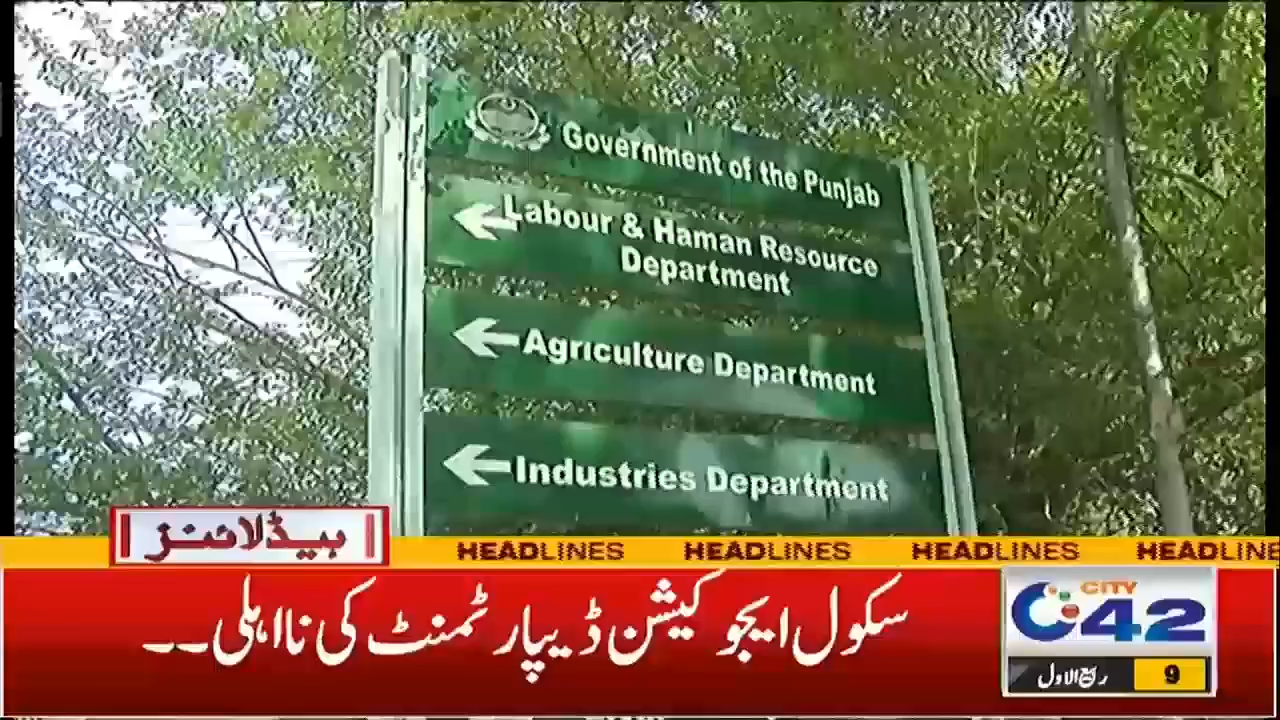 Government of the Punjab
Labour & Haman Resource
Department
Agriculture Department
Industries Department
ہیڈلائنز
HEADLINES HEADLINES HEADLINES HEADLINE
سکول ایجوکیشن ڈیپارٹمنٹ کی نااہلی۔۔
CITY
42
9 ربیع الاول